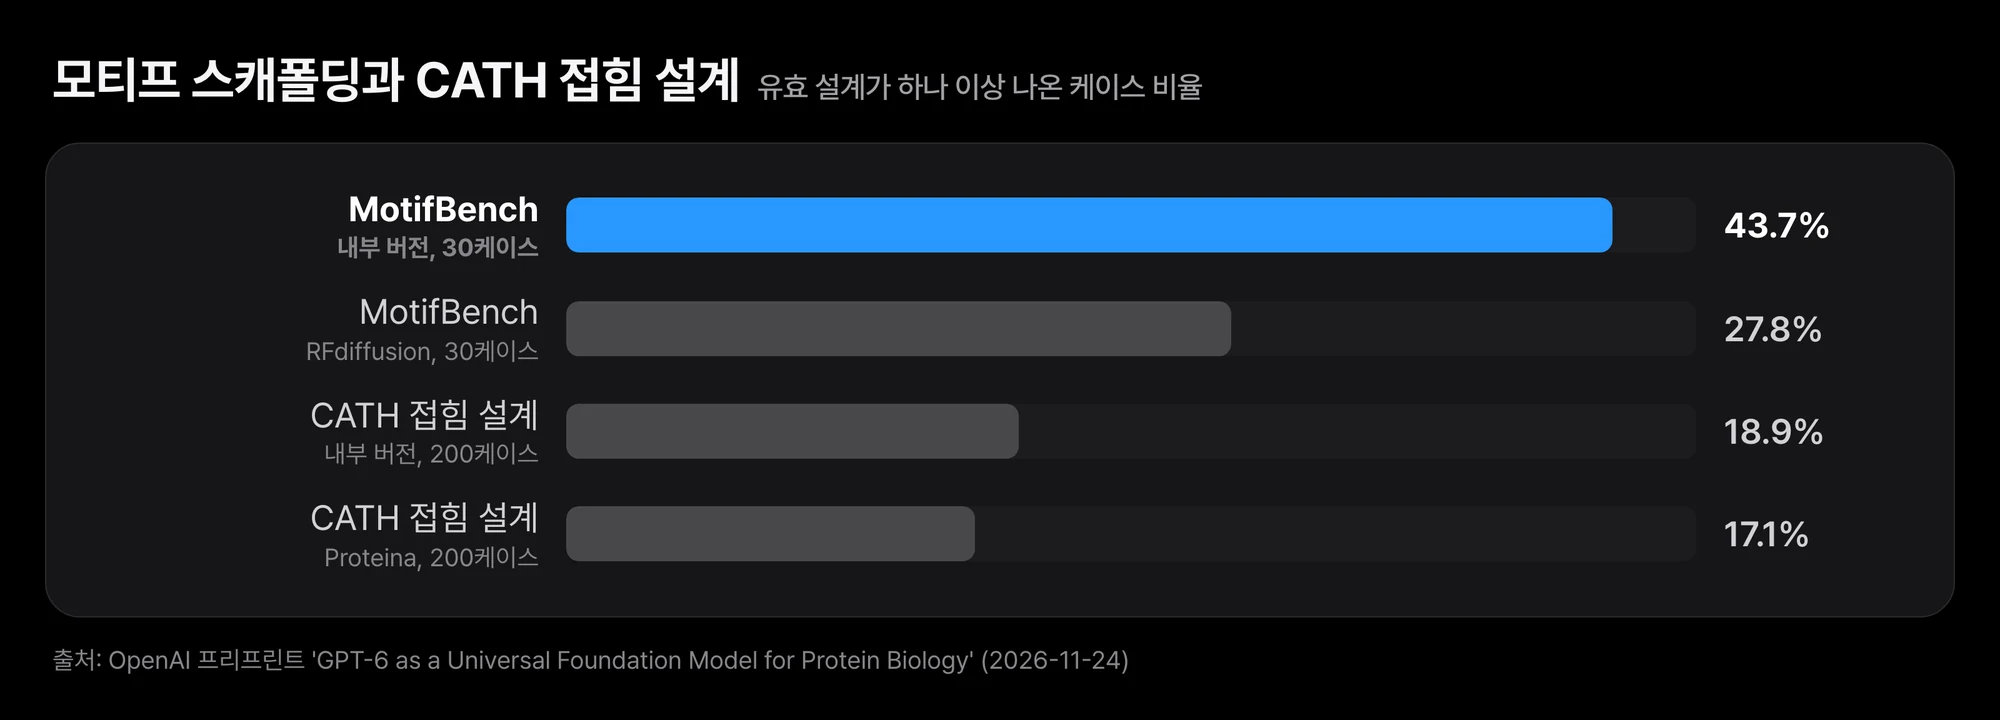 모티프 스캐폴딩과 CATH 접힘 설계 유효 설계가 하나 이상 나온 케이스 비율
MotifBench
내부 버전, 30케이스
43.7%
MotifBench
RFdiffusion, 30케이스
27.8%
CATH 접힘 설계
내부 버전, 200케이스
18.9%
CATH 접힘 설계
Proteina, 200케이스
17.1%
출처: OpenAI 프리프린트 'GPT-6 as a Universal Foundation Model for Protein Biology' (2026-11-24)